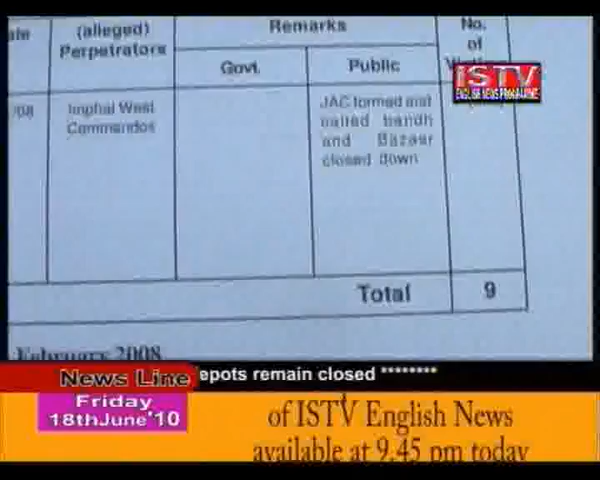 (alleged)
Perpetrators
Remarks
Govt.
Public
No.
of
/08
Imphal West
Commandos
JAC formed and
called bandh
and Bazaar
closed down
Total
9
February 2008
ISTV
ENGLISH NEWS PROGRAMME
News Line
epots remain closed ********
Friday
18thJune'10
of ISTV English News
available at 9.45 pm today